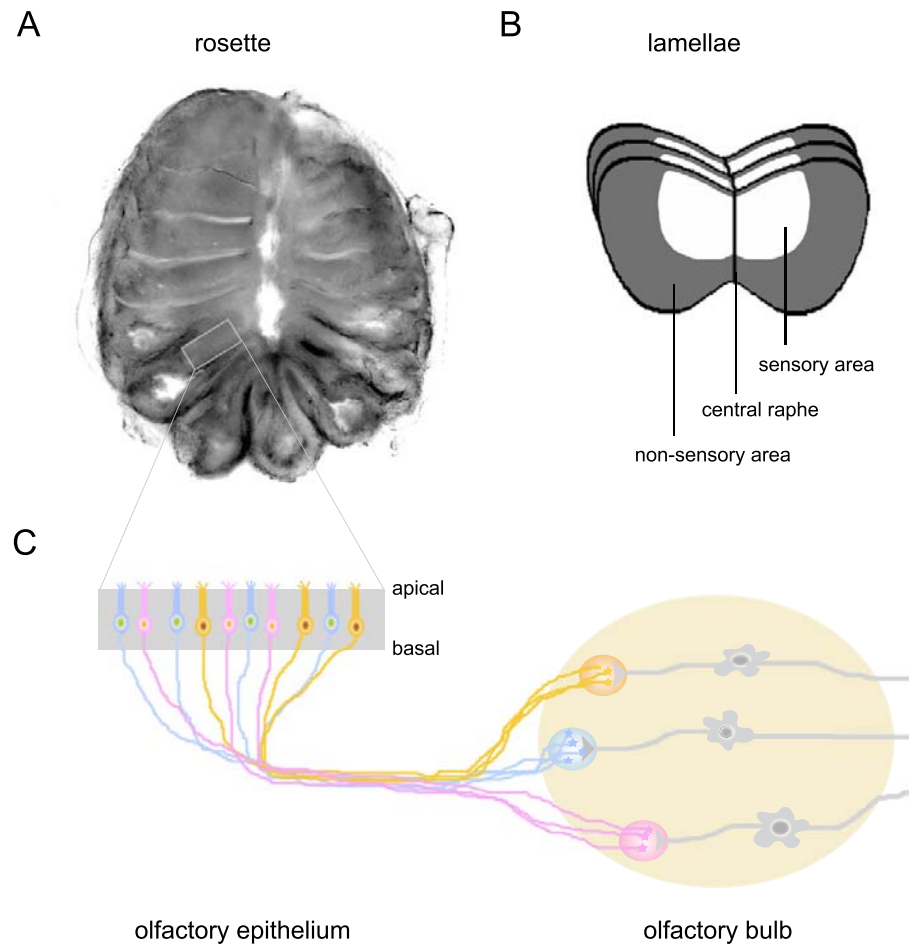 A
rosette
B
lamellae
sensory area
central raphe
non-sensory area
C
apical
basal
olfactory epithelium
olfactory bulb